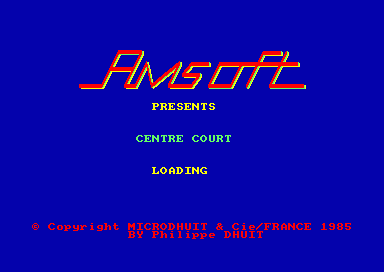 Amsoft
PRESENTS
CENTRE COURT
LOADING
© Copyright MICRODHUIT & Cie/FRANCE 1985
BY Philippe DHUIT